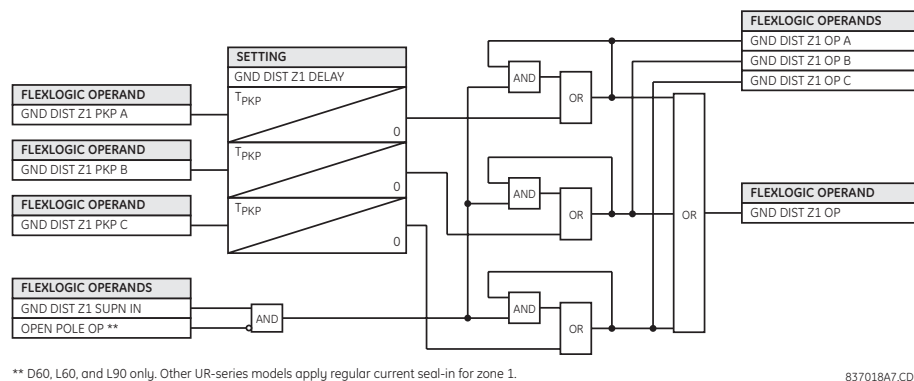 FLEXLOGIC OPERANDS
GND DIST Z1 OP A
GND DIST Z1 OP B
GND DIST Z1 OP C
SETTING
GND DIST Z1 DELAY
AND
OR
FLEXLOGIC OPERAND
GND DIST Z1 PKP A
TPKP
0
FLEXLOGIC OPERAND
GND DIST Z1 PKP B
TPKP
0
AND
OR
OR
FLEXLOGIC OPERAND
GND DIST Z1 OP
FLEXLOGIC OPERAND
GND DIST Z1 PKP C
TPKP
0
FLEXLOGIC OPERANDS
GND DIST Z1 SUPN IN
OPEN POLE OP **
AND
AND
OR
** D60, L60, and L90 only. Other UR-series models apply regular current seal-in for zone 1.
837018A7.CD